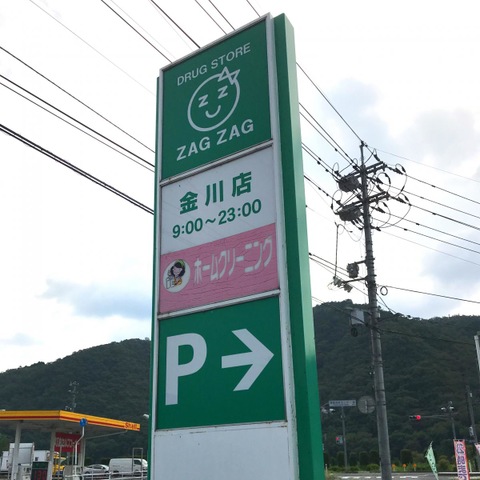 DRUG STORE
ZAG ZAG
金川店
9:00～23:00
ホームクリーニング
P